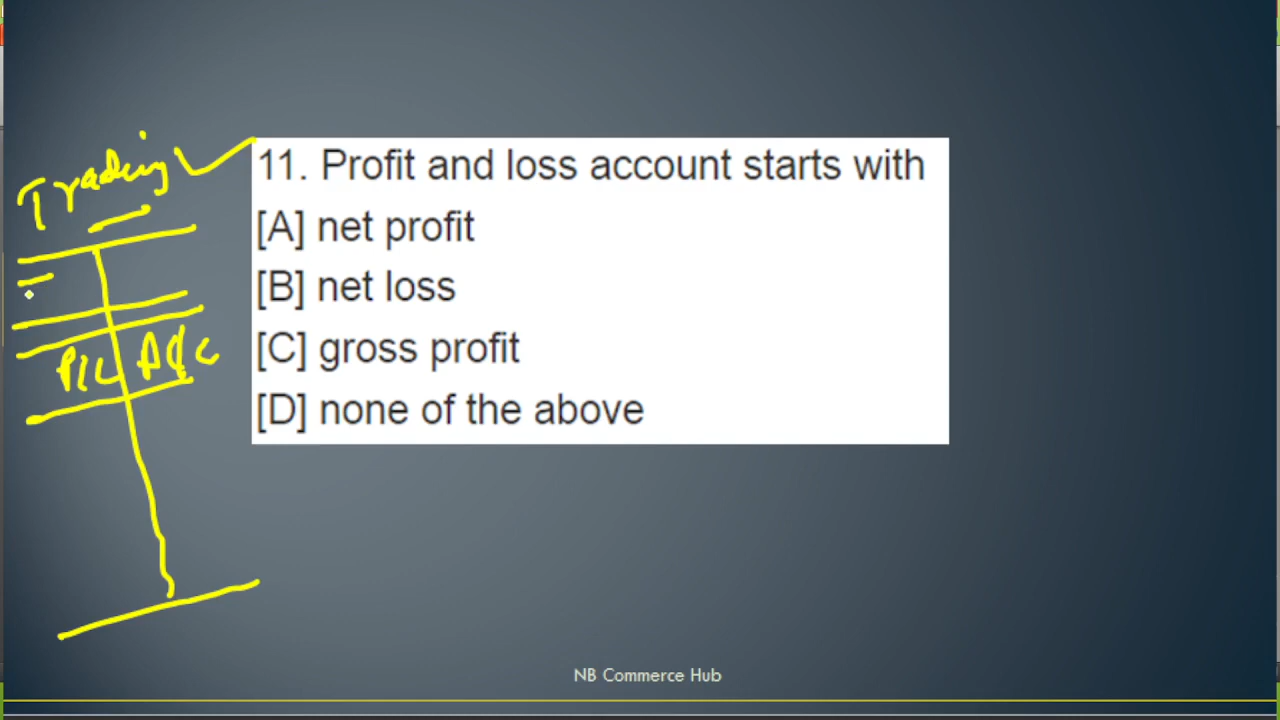 Trading
P/L A/C
11. Profit and loss account starts with
[A] net profit
[B] net loss
[C] gross profit
[D] none of the above
NB Commerce Hub